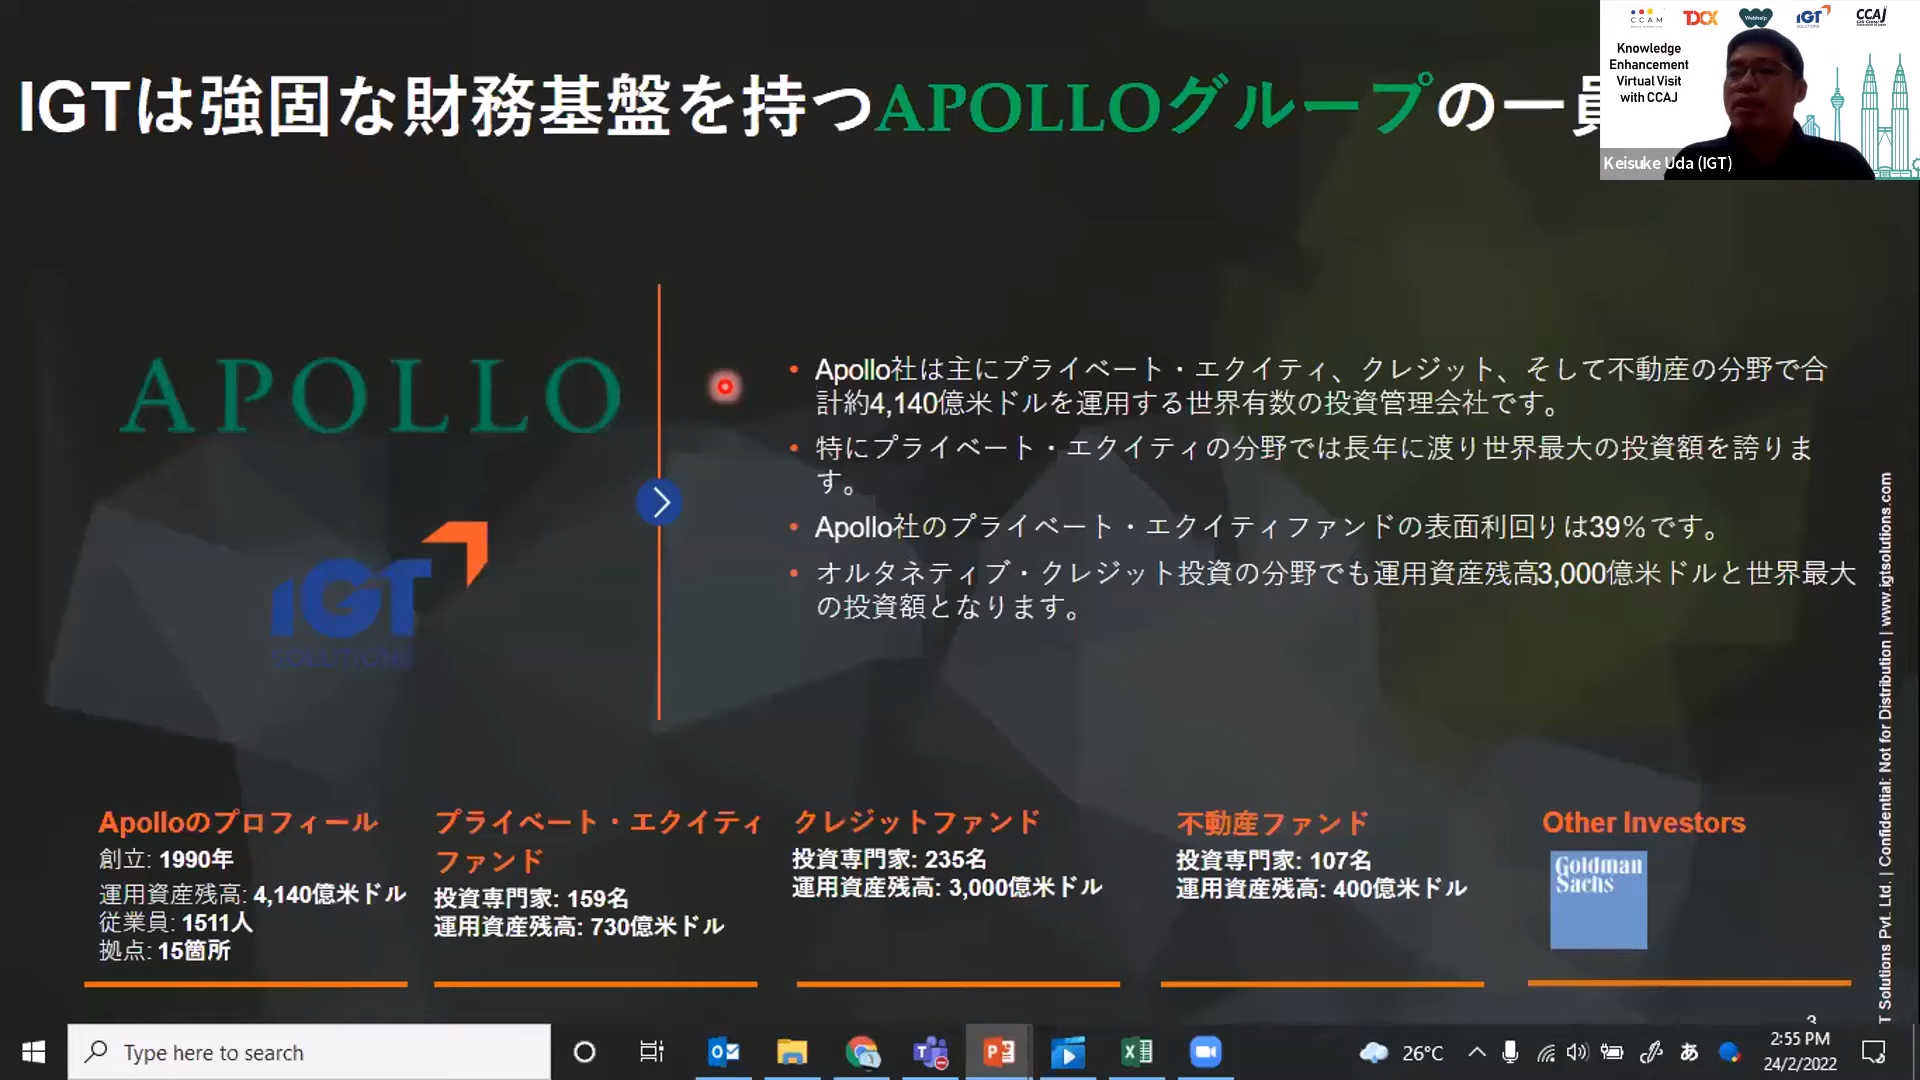 IGTは強固な財務基盤を持つAPOLLOグループの一員
CCAM TDCX Webhelp IGT SOLUTIONS CCAJ
Knowledge
Enhancement
Virtual Visit
with CCAJ
Keisuke Uda (IGT)
APOLLO
IGT
SOLUTIONS
• Apollo社は主にプライベート・エクイティ、クレジット、そして不動産の分野で合
計約4,140億米ドルを運用する世界有数の投資管理会社です。
• 特にプライベート・エクイティの分野では長年に渡り世界最大の投資額を誇りま
す。
• Apollo社のプライベート・エクイティファンドの表面利回りは39%です。
• オルタネティブ・クレジット投資の分野でも運用資産残高3,000億米ドルと世界最大
の投資額となります。
Apolloのプロフィール
創立: 1990年
運用資産残高: 4,140億米ドル
従業員: 1511人
拠点: 15箇所
プライベート・エクイティ
ファンド
投資専門家: 159名
運用資産残高: 730億米ドル
クレジットファンド
投資専門家: 235名
運用資産残高: 3,000億米ドル
不動産ファンド
投資専門家: 107名
運用資産残高: 400億米ドル
Other Investors
Goldman
Sachs
T Solutions Pvt. Ltd. | Confidential: Not for Distribution | www.igtsolutions.com
3
Type here to search
26°C
あ
2:55 PM
24/2/2022